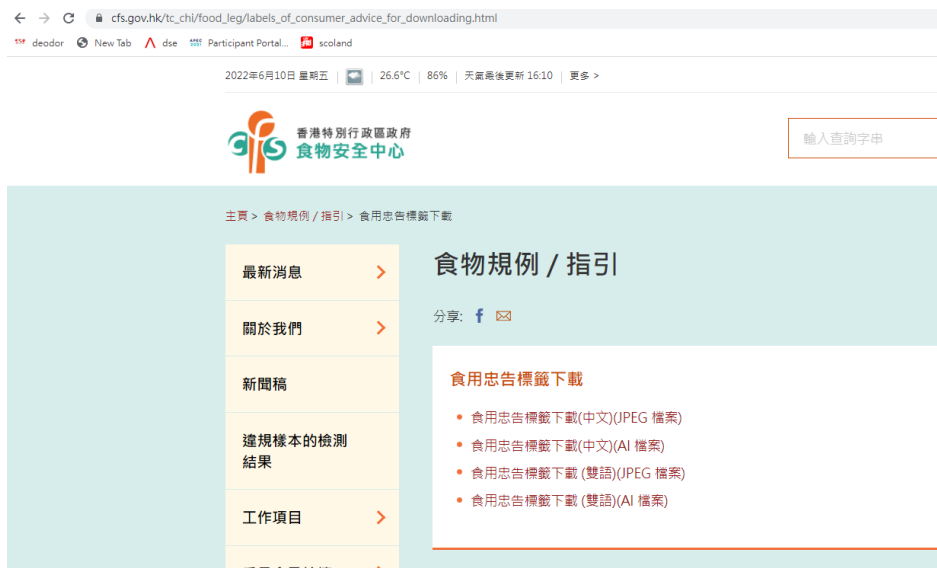 cfs.gov.hk/tc_chi/food_leg/labels_of_consumer_advice_for_downloading.html
deodor New Tab dse Participant Portal... scoland
2022年6月10日 星期五 | 26.6°C | 86% | 天氣最後更新 16:10 | 更多 >
cfs
香港特別行政區政府
食物安全中心
輸入查詢字串
主頁 > 食物規例 / 指引 > 食用忠告標籤下載
食物規例 / 指引
分享:
最新消息
關於我們
新聞稿
違規樣本的檢測
結果
工作項目
食用忠告標籤下載
食用忠告標籤下載(中文)(JPEG 檔案)
食用忠告標籤下載(中文)(AI 檔案)
食用忠告標籤下載 (雙語)(JPEG 檔案)
食用忠告標籤下載 (雙語)(AI 檔案)